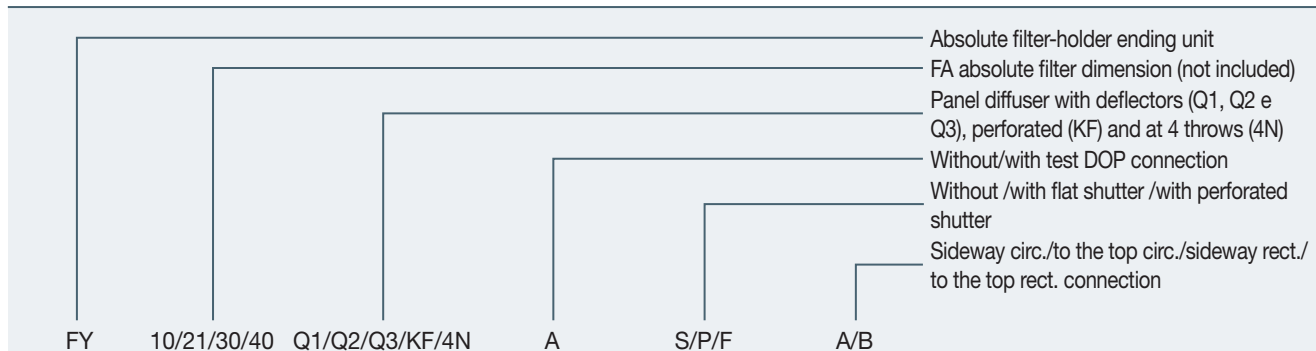 Absolute filter-holder ending unit
FA absolute filter dimension (not included)
Panel diffuser with deflectors (Q1, Q2 e
Q3), perforated (KF) and at 4 throws (4N)
Without/with test DOP connection
Without /with flat shutter /with perforated
shutter
Sideway circ./to the top circ./sideway rect./
to the top rect. connection
FY 10/21/30/40 Q1/Q2/Q3/KF/4N A S/P/F A/B